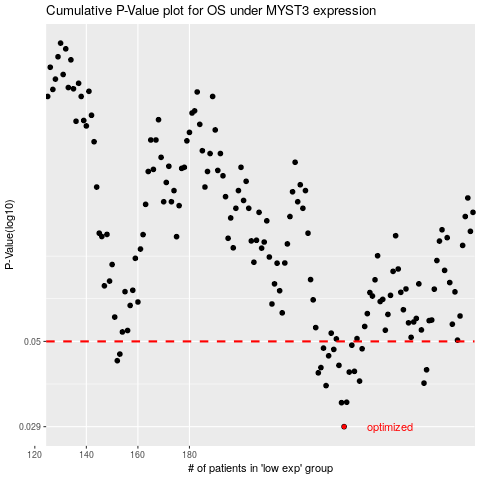 Cumulative P-Value plot for OS under MYST3 expression
P-Value(log10)
0.05
0.029
optimized
120 140 160 180
# of patients in 'low exp' group